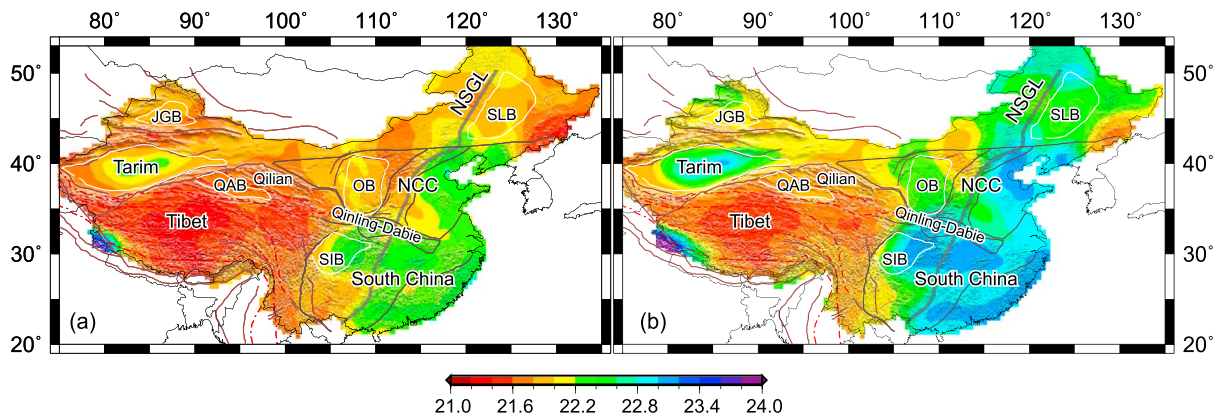 80° 90° 100° 110° 120° 130° 80° 90° 100° 110° 120° 130°
50° 50°
NSGL NSGL
JGB SLB JGB SLB
40° 40°
Tarim Tarim
QAB Qilian OB NCC QAB Qilian OB NCC
Tibet Qinling-Dabie Tibet Qinling-Dabie
30° 30°
SIB SIB
South China South China
(a) (b)
20° 20°
21.0 21.6 22.2 22.8 23.4 24.0